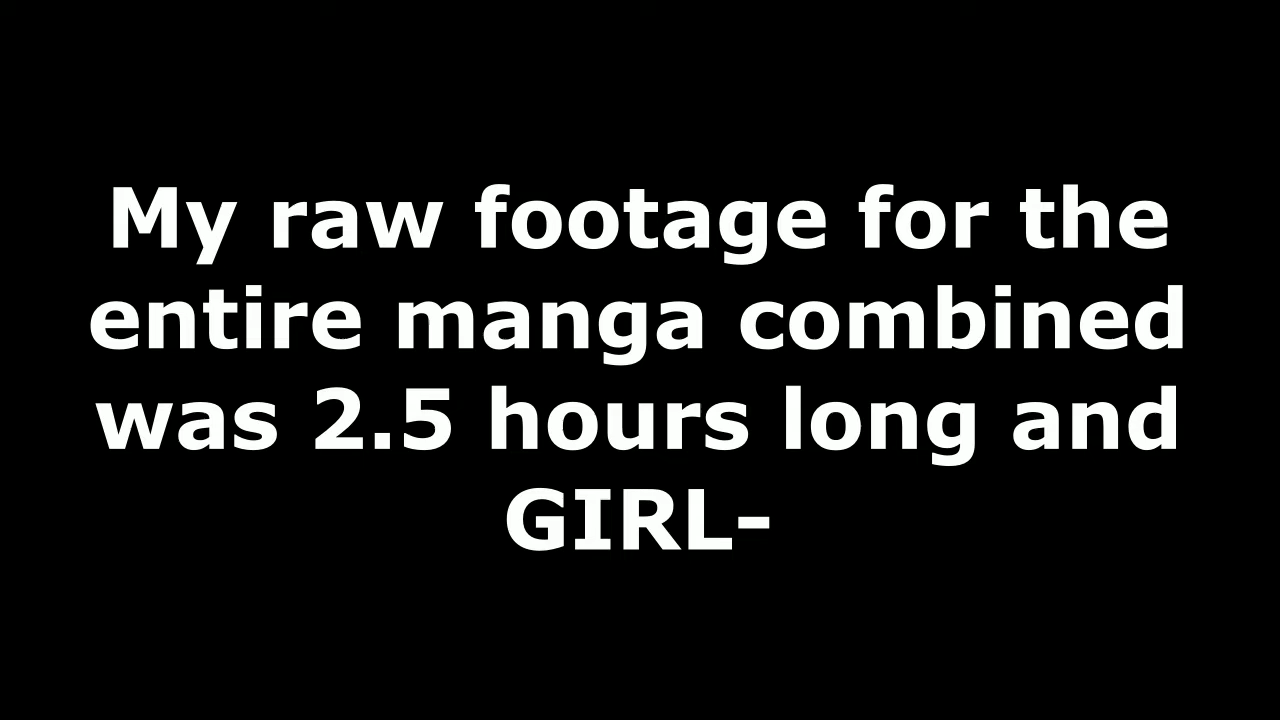 My raw footage for the
entire manga combined
was 2.5 hours long and
GIRL-